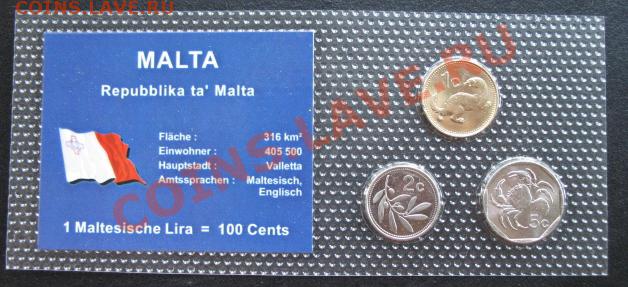 COINS.LAVE.RU
MALTA
Repubblika ta' Malta
Fläche : 316 km²
Einwohner : 405 500
Hauptstadt : Valletta
Amtssprachen : Maltesisch,
Englisch
1 Maltesische Lira = 100 Cents
1c
2c
5c
COINS.LAVE.RU